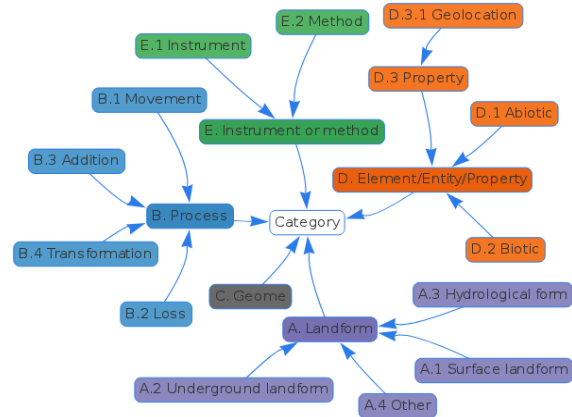 D.3.1 Geolocation
E.2 Method
E.1 Instrument
D.3 Property
B.1 Movement
D.1 Abiotic
E. Instrument or method
B.3 Addition
D. Element/Entity/Property
B. Process
Category
D.2 Biotic
B.4 Transformation
C. Geome
A.3 Hydrological form
B.2 Loss
A. Landform
A.1 Surface landform
A.2 Underground landform
A.4 Other